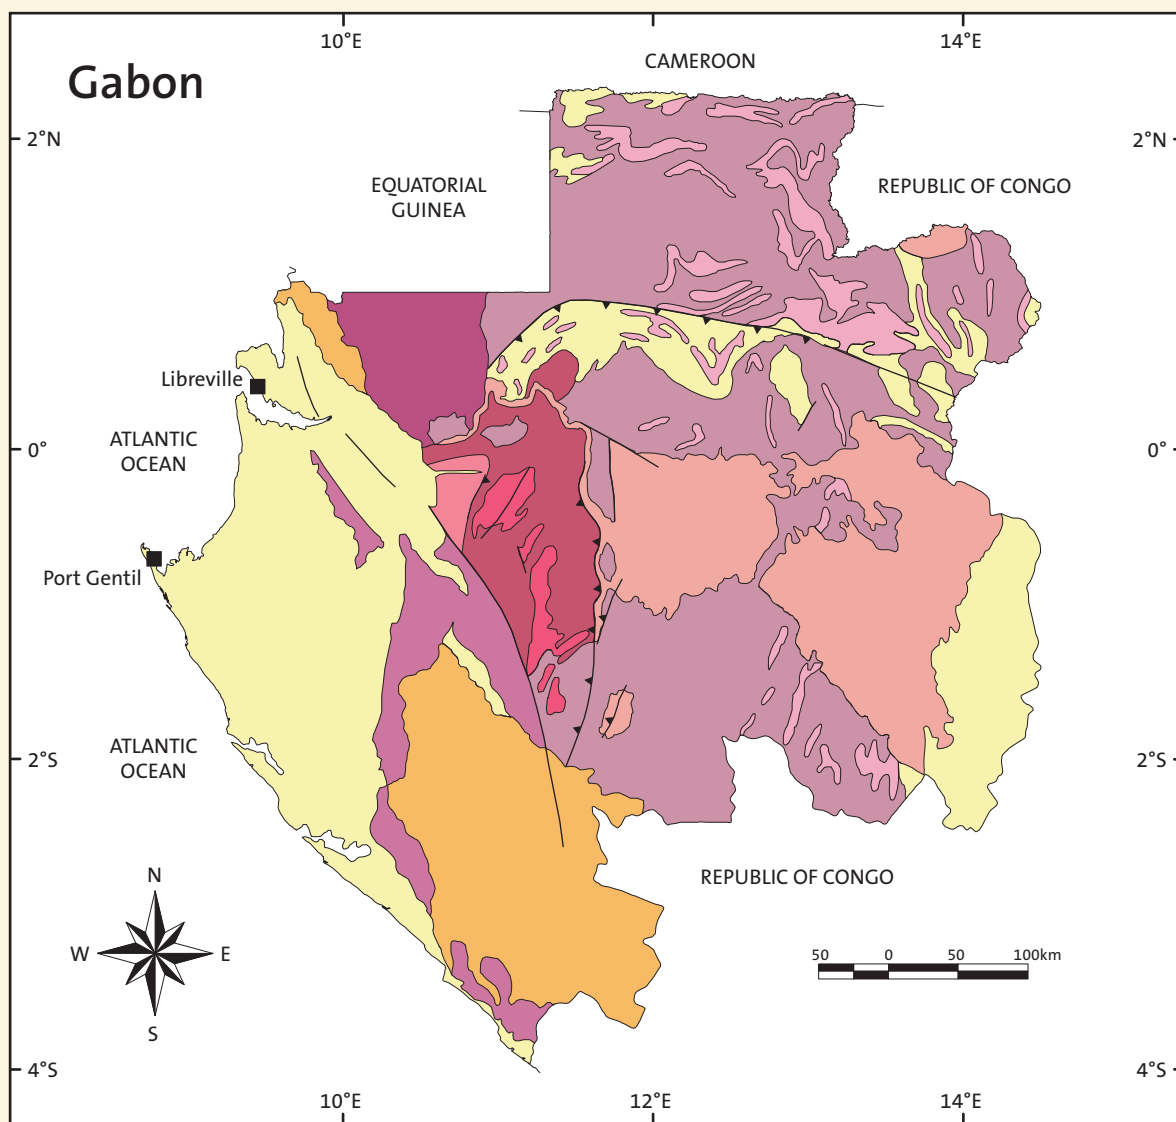 10°E
14°E
Gabon
CAMEROON
2°N
2°N
EQUATORIAL
GUINEA
REPUBLIC OF CONGO
Libreville
ATLANTIC
OCEAN
0°
0°
Port Gentil
ATLANTIC
OCEAN
2°S
2°S
REPUBLIC OF CONGO
N
W
E
S
50
0
50
100km
4°S
4°S
10°E
12°E
14°E